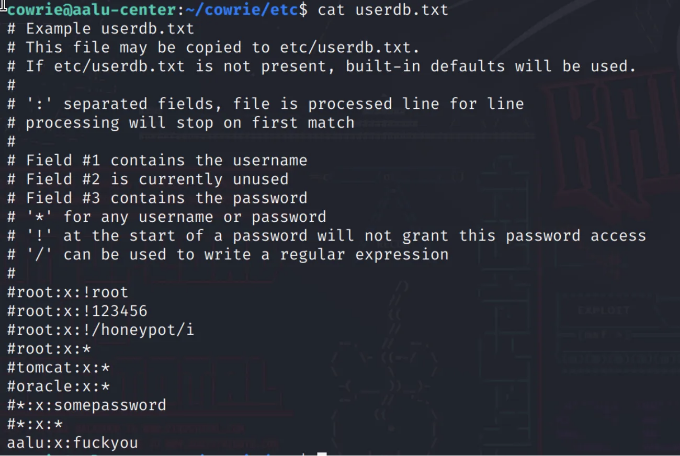 cowrie@aalu-center:~/cowrie/etc$ cat userdb.txt
# Example userdb.txt
# This file may be copied to etc/userdb.txt.
# If etc/userdb.txt is not present, built-in defaults will be used.
#
# ':' separated fields, file is processed line for line
# processing will stop on first match
#
# Field #1 contains the username
# Field #2 is currently unused
# Field #3 contains the password
# '*' for any username or password
# '!' at the start of a password will not grant this password access
# '/' can be used to write a regular expression
#
#root:x:!root
#root:x:!123456
#root:x:!/honeypot/i
#root:x:*
#tomcat:x:*
#oracle:x:*
#*:x:somepassword
#*:x:*
aalu:x:fuckyou